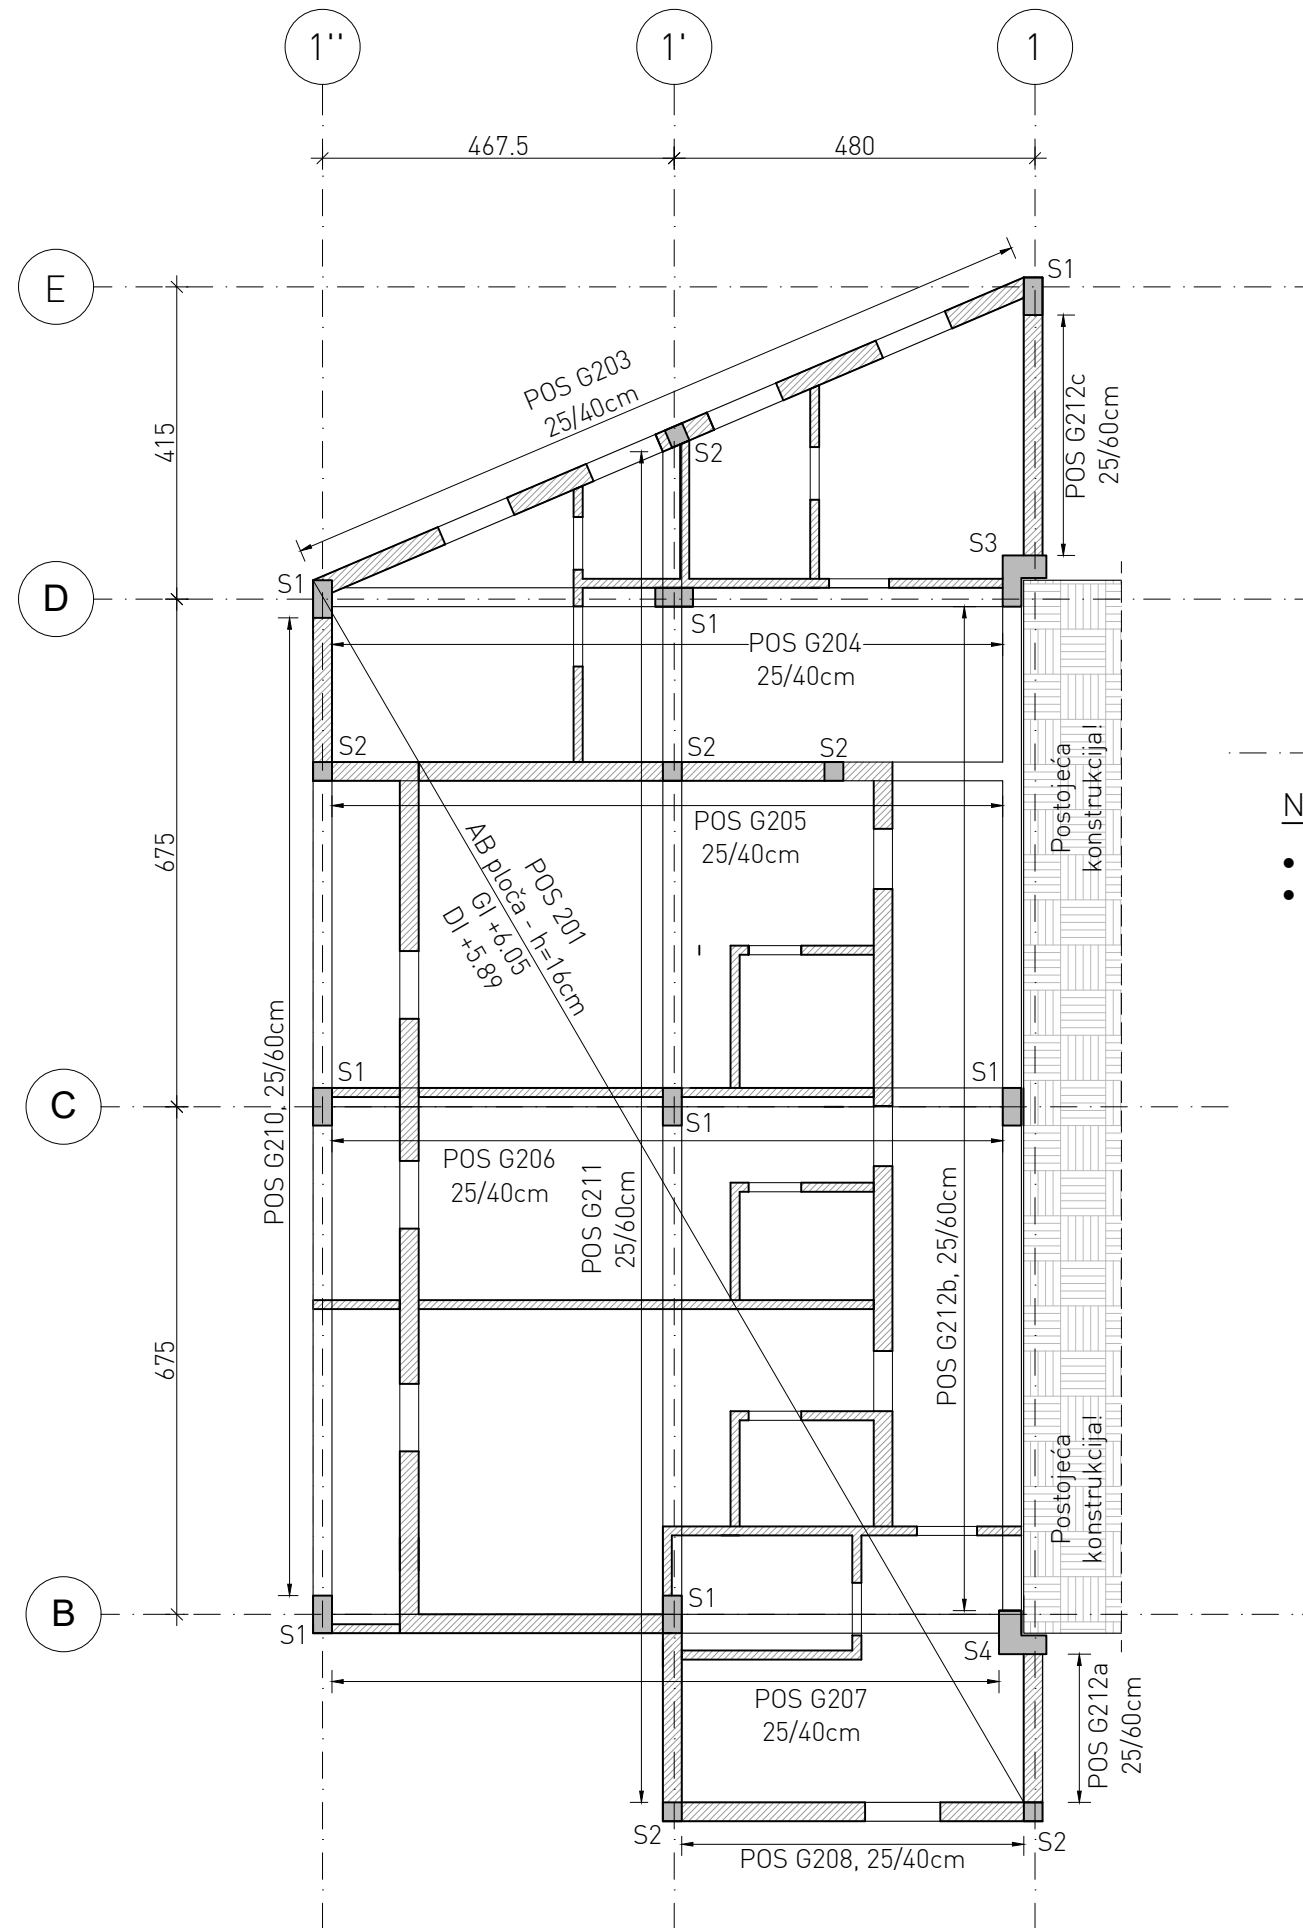 1''
1'
1
467.5
480
E
S1
POS G203
25/40cm
POS G212c
25/60cm
415
S2
S3
S1
D
S1
POS G204
25/40cm
S2
S2
S2
Postojeća
konstrukcija!
N
POS G205
25/40cm
675
POS 201
AB ploča - h=16cm
GI +6.05
DI +5.89
POS G210, 25/60cm
S1
S1
C
S1
POS G206
25/40cm
POS G211
25/60cm
POS G212b, 25/60cm
675
Postojeća
konstrukcija!
S1
B
S1
S4
POS G207
25/40cm
POS G212a
25/60cm
S2
S2
POS G208, 25/40cm